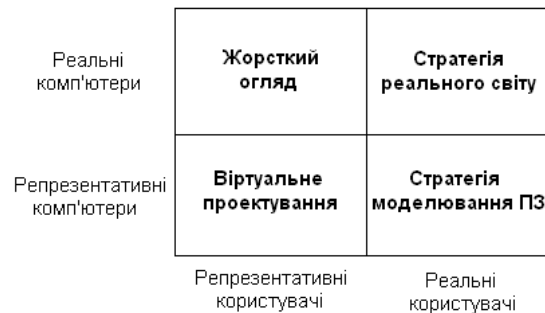 Реальні
комп'ютери
Жорсткий
огляд
Стратегія
реального світу
Репрезентативні
комп'ютери
Віртуальне
проектування
Стратегія
моделювання ПЗ
Репрезентативні
користувачі
Реальні
користувачі